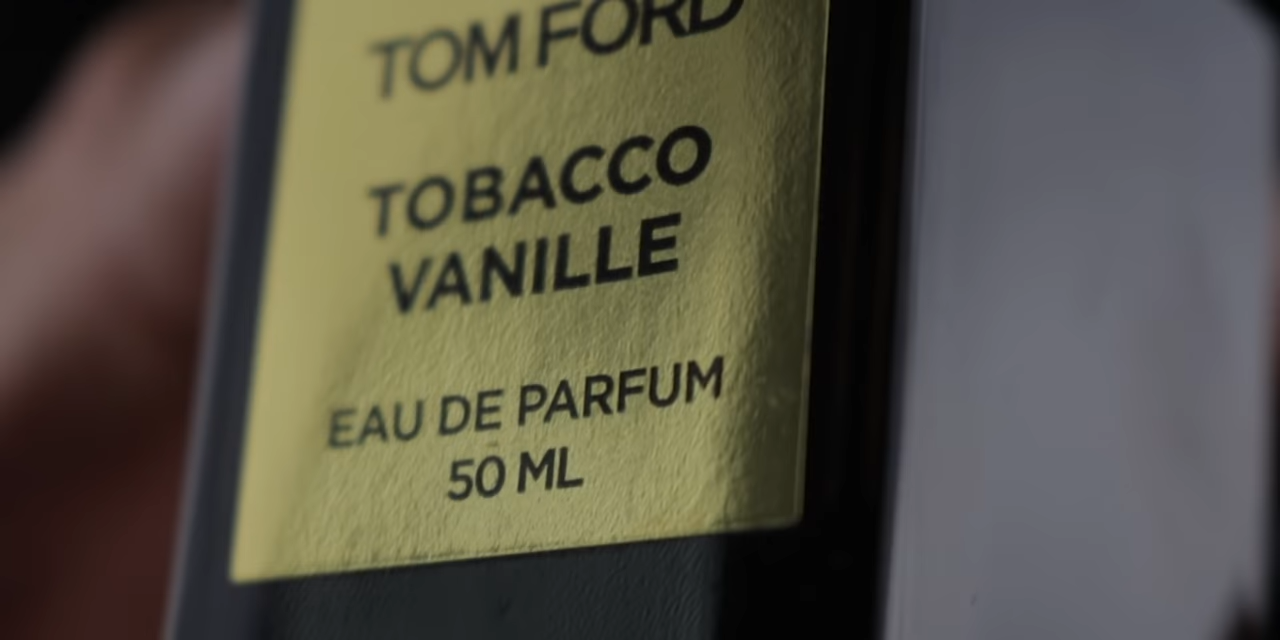 TOM FORD
TOBACCO
VANILLE
EAU DE PARFUM
50 ML